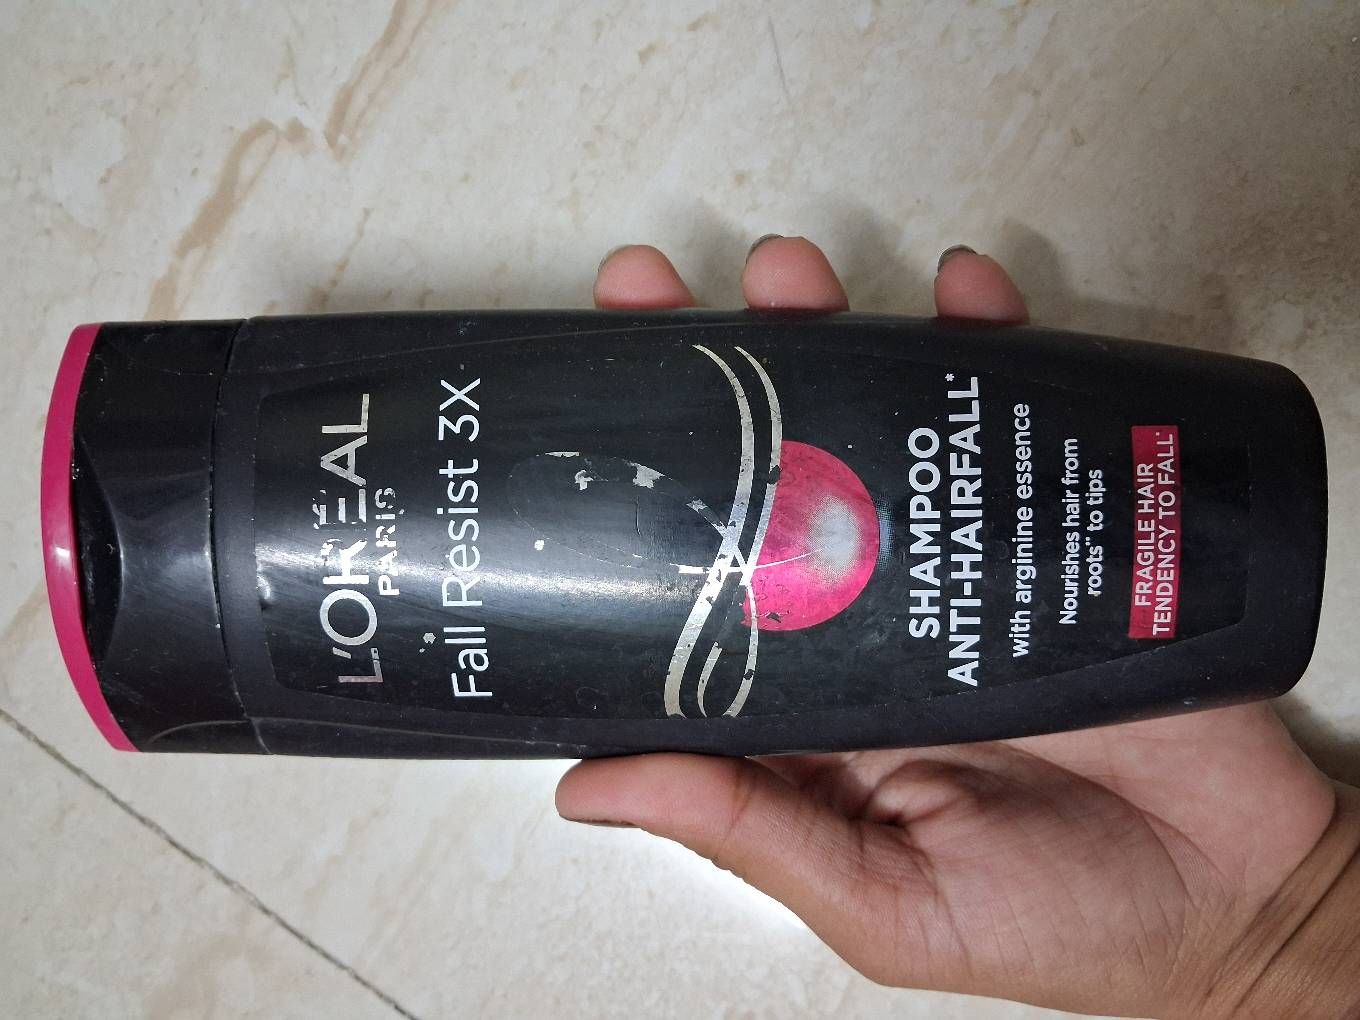 L'ORÉAL
PARIS
Fall Resist 3X
SHAMPOO
ANTI-HAIRFALL*
with arginine essence
Nourishes hair from
roots** to tips
FRAGILE HAIR
TENDENCY TO FALL*